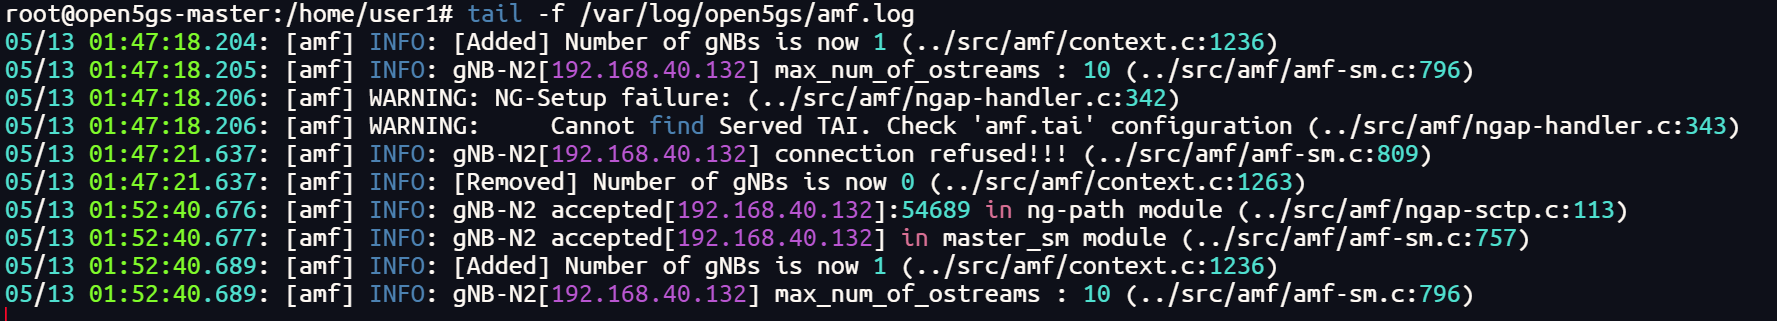 root@open5gs-master:/home/user1# tail -f /var/log/open5gs/amf.log
05/13 01:47:18.204: [amf] INFO: [Added] Number of gNBs is now 1 (../src/amf/context.c:1236)
05/13 01:47:18.205: [amf] INFO: gNB-N2[192.168.40.132] max_num_of_ostreams : 10 (../src/amf/amf-sm.c:796)
05/13 01:47:18.206: [amf] WARNING: NG-Setup failure: (../src/amf/ngap-handler.c:342)
05/13 01:47:18.206: [amf] WARNING:     Cannot find Served TAI. Check 'amf.tai' configuration (../src/amf/ngap-handler.c:343)
05/13 01:47:21.637: [amf] INFO: gNB-N2[192.168.40.132] connection refused!!! (../src/amf/amf-sm.c:809)
05/13 01:47:21.637: [amf] INFO: [Removed] Number of gNBs is now 0 (../src/amf/context.c:1263)
05/13 01:52:40.676: [amf] INFO: gNB-N2 accepted[192.168.40.132]:54689 in ng-path module (../src/amf/ngap-sctp.c:113)
05/13 01:52:40.677: [amf] INFO: gNB-N2 accepted[192.168.40.132] in master_sm module (../src/amf/amf-sm.c:757)
05/13 01:52:40.689: [amf] INFO: [Added] Number of gNBs is now 1 (../src/amf/context.c:1236)
05/13 01:52:40.689: [amf] INFO: gNB-N2[192.168.40.132] max_num_of_ostreams : 10 (../src/amf/amf-sm.c:796)